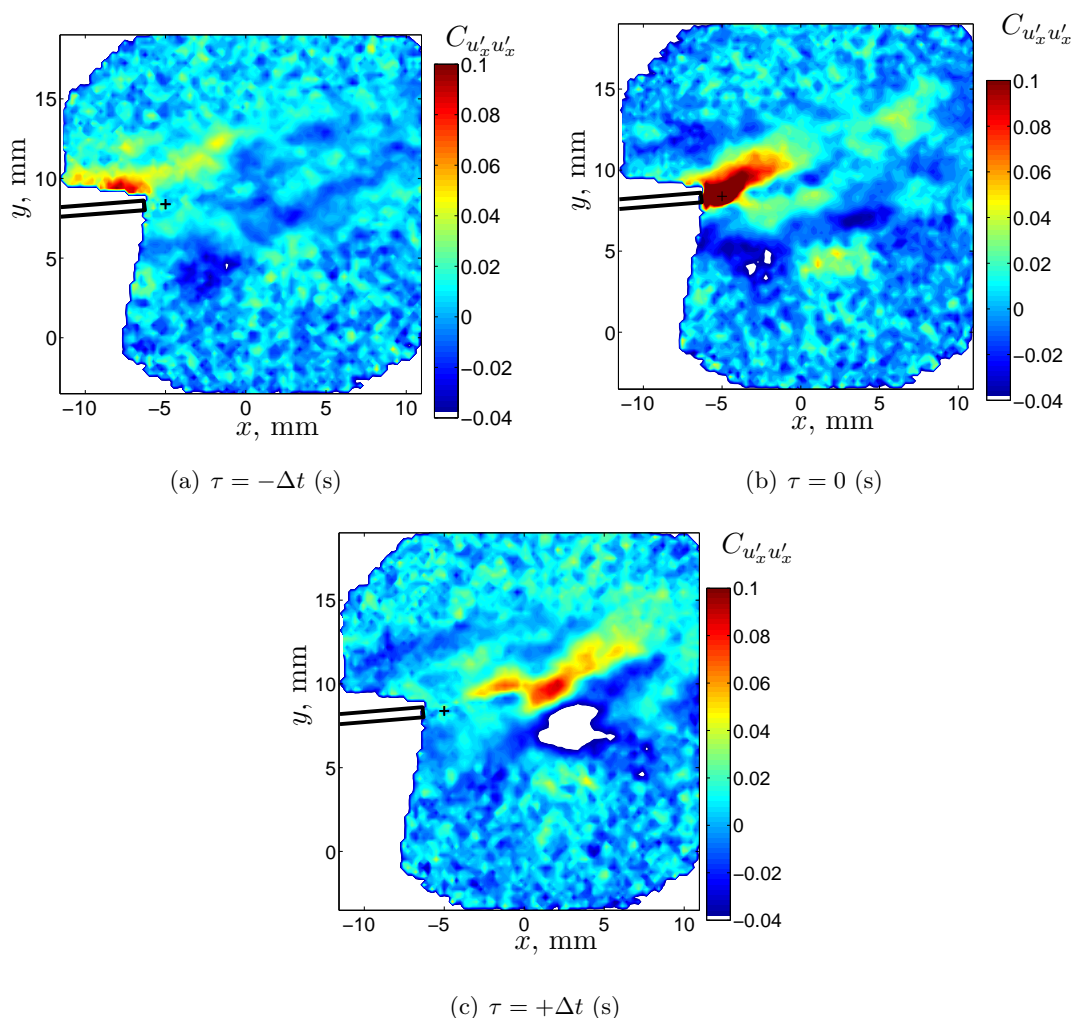 C_{u'_x u'_x}
0.1
0.08
0.06
0.04
0.02
0
−0.02
−0.04
15
10
5
0
y, mm
−10 −5 0 5 10
x, mm
(a) τ = −Δt (s)
C_{u'_x u'_x}
0.1
0.08
0.06
0.04
0.02
0
−0.02
−0.04
15
10
5
0
y, mm
−10 −5 0 5 10
x, mm
(b) τ = 0 (s)
C_{u'_x u'_x}
0.1
0.08
0.06
0.04
0.02
0
−0.02
−0.04
15
10
5
0
y, mm
−10 −5 0 5 10
x, mm
(c) τ = +Δt (s)